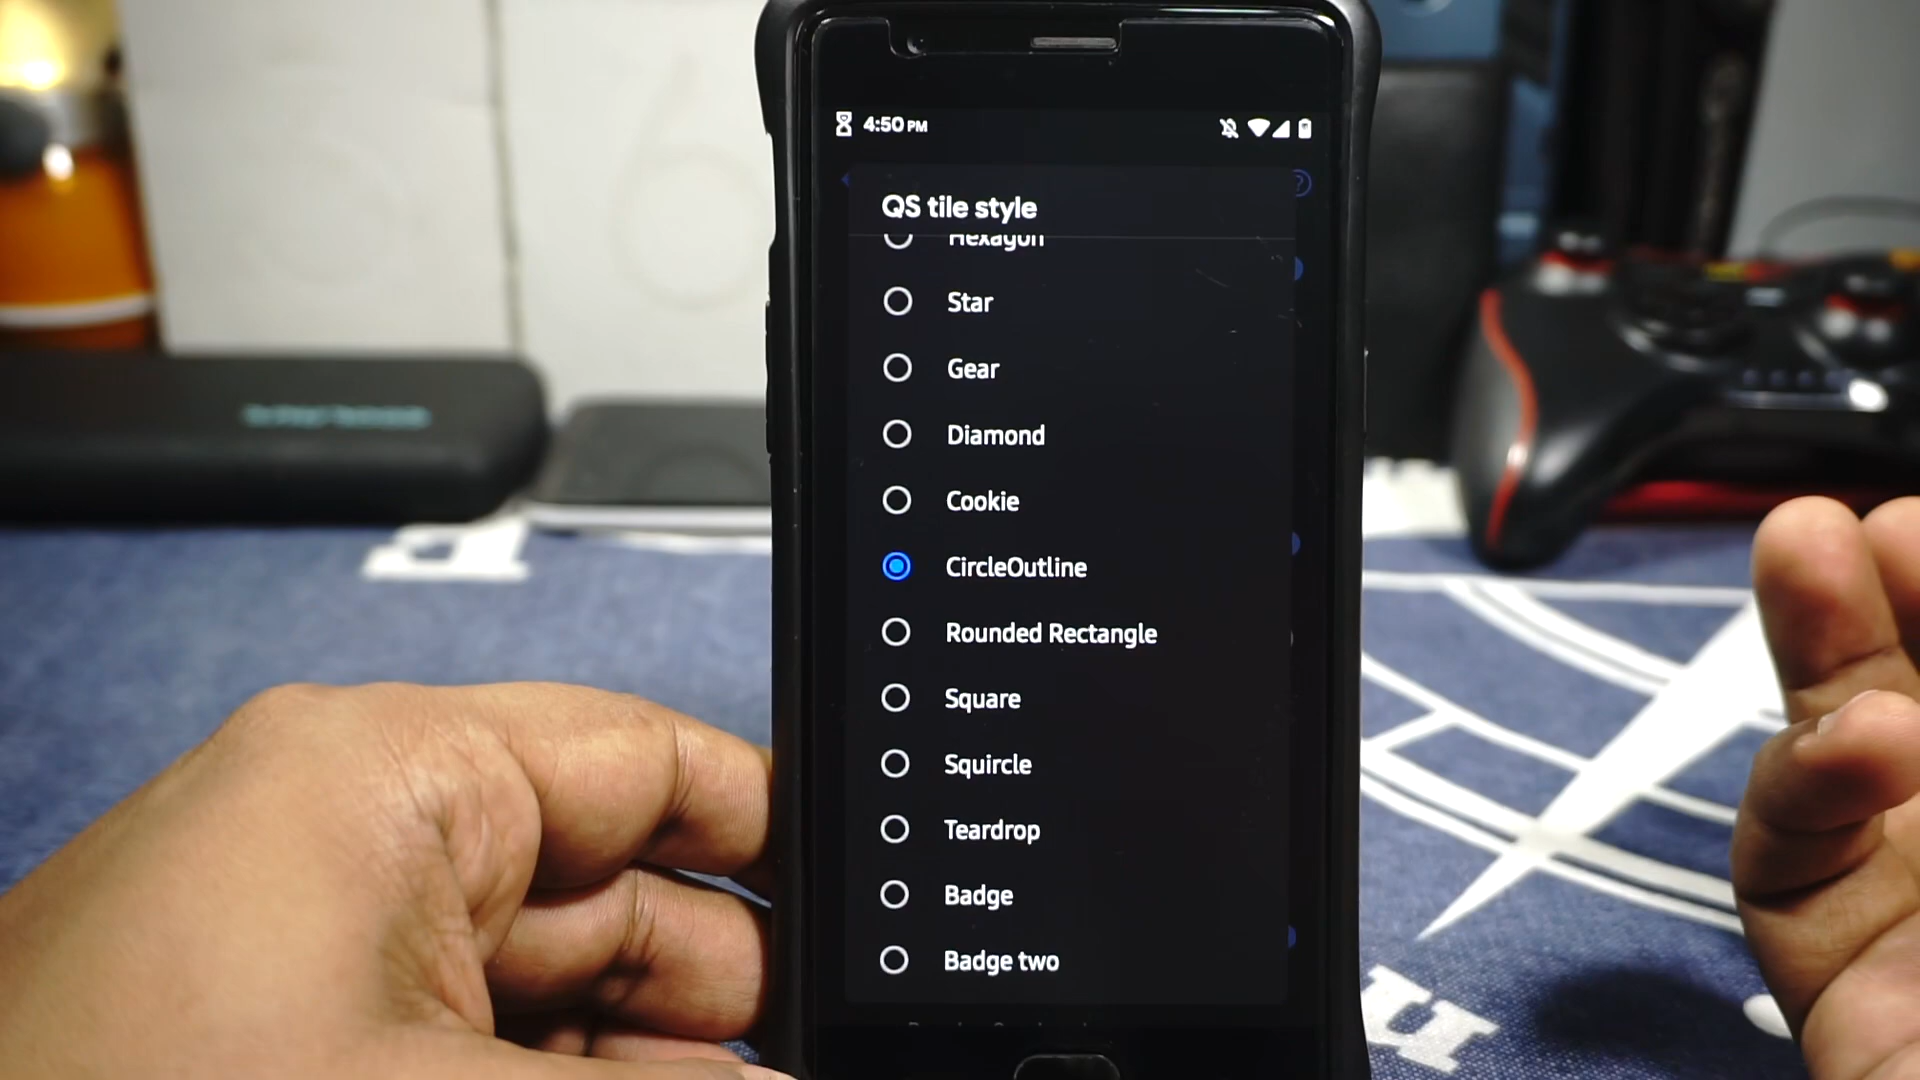 4:50 PM
QS tile style
Hexagon
Star
Gear
Diamond
Cookie
CircleOutline
Rounded Rectangle
Square
Squircle
Teardrop
Badge
Badge two